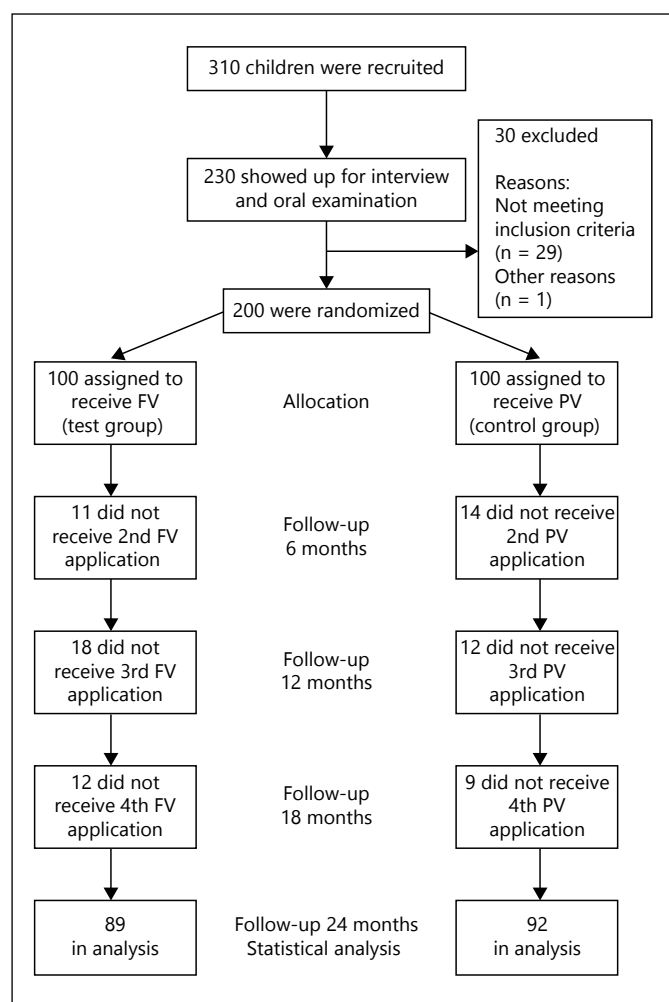 310 children were recruited
230 showed up for interview
and oral examination
30 excluded
Reasons:
Not meeting
inclusion criteria
(n = 29)
Other reasons
(n = 1)
200 were randomized
100 assigned to
receive FV
(test group)
Allocation
100 assigned to
receive PV
(control group)
11 did not
receive 2nd FV
application
Follow-up
6 months
14 did not receive
2nd PV
application
18 did not
receive 3rd FV
application
Follow-up
12 months
12 did not receive
3rd PV
application
12 did not
receive 4th FV
application
Follow-up
18 months
9 did not receive
4th PV
application
89
in analysis
Follow-up 24 months
Statistical analysis
92
in analysis